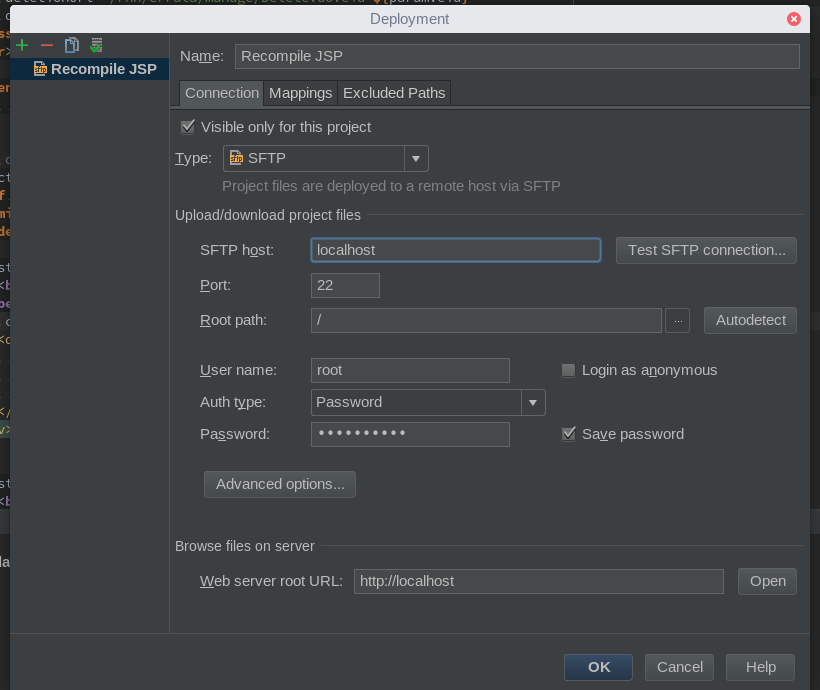 Deployment
Recompile JSP
Name: Recompile JSP
Connection Mappings Excluded Paths
Visible only for this project
Type: SFTP
Project files are deployed to a remote host via SFTP
Upload/download project files
SFTP host: localhost Test SFTP connection...
Port: 22
Root path: / ... Autodetect
User name: root Login as anonymous
Auth type: Password
Password: •••••••••• Save password
Advanced options...
Browse files on server
Web server root URL: http://localhost Open
OK Cancel Help